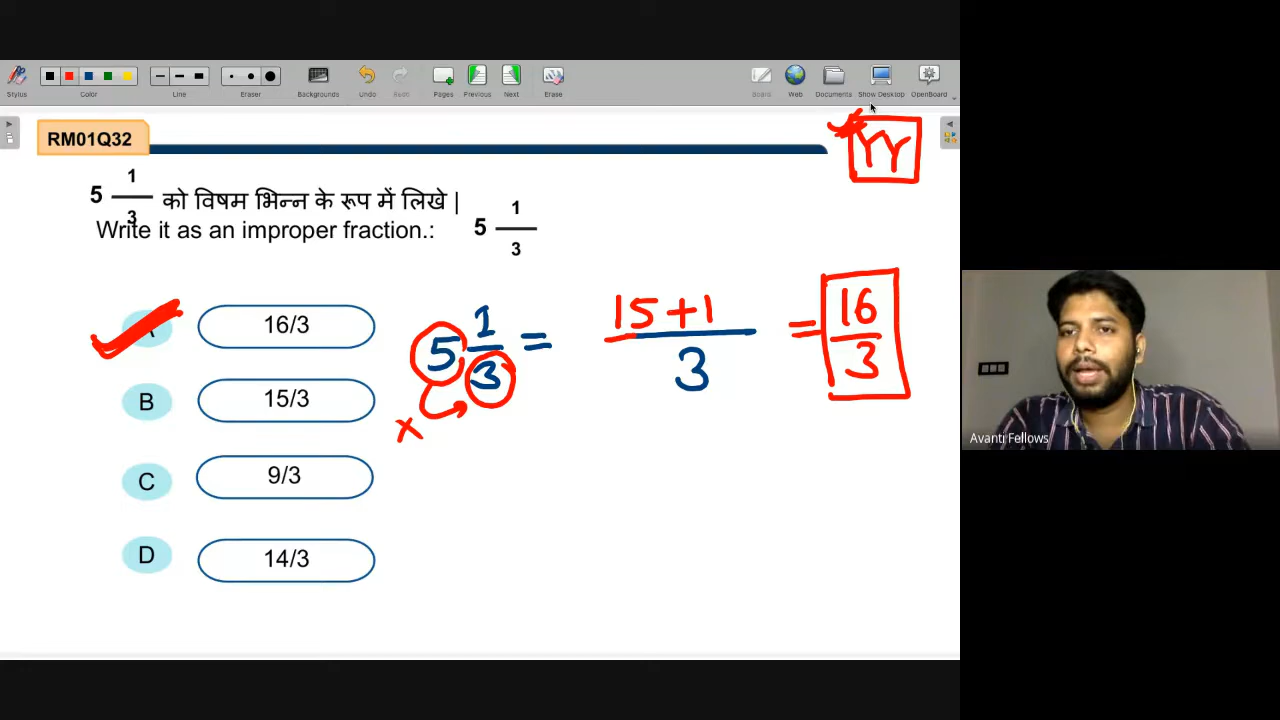 Stylus Color Line Eraser Backgrounds Undo Redo Pages Previous Next Erase Board Web Documents Show Desktop OpenBoard
RM01Q32
YY
5 1/3 को विषम भिन्न के रूप में लिखे |
Write it as an improper fraction.: 5 1/3
16/3
B 15/3
C 9/3
D 14/3
5 1/3 = 15+1/3 = 16/3
x
Avanti Fellows